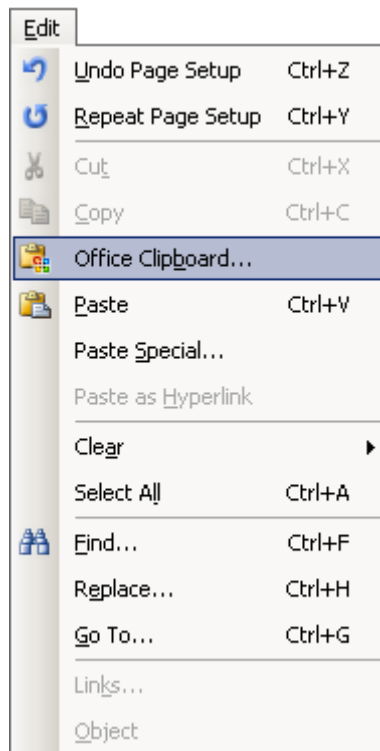 Edit
Undo Page Setup Ctrl+Z
Repeat Page Setup Ctrl+Y
Cut Ctrl+X
Copy Ctrl+C
Office Clipboard...
Paste Ctrl+V
Paste Special...
Paste as Hyperlink
Clear
Select All Ctrl+A
Find... Ctrl+F
Replace... Ctrl+H
Go To... Ctrl+G
Links...
Object